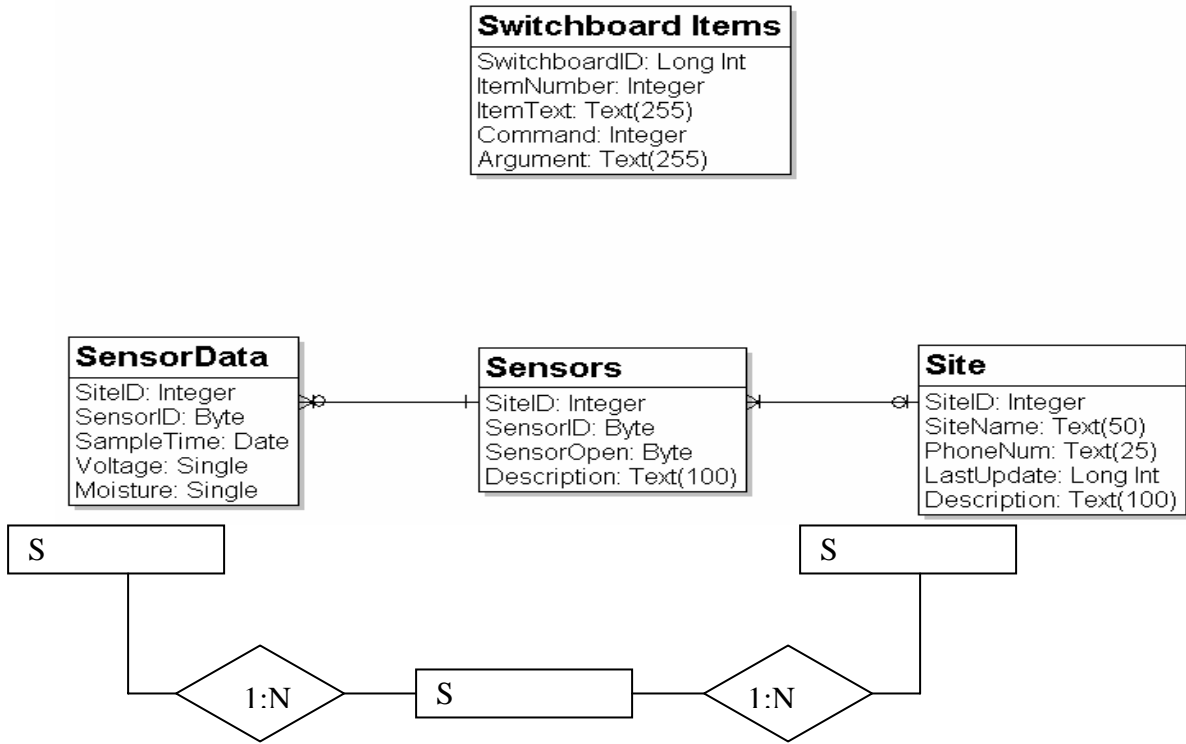 Switchboard Items
SwitchboardID: Long Int
ItemNumber: Integer
ItemText: Text(255)
Command: Integer
Argument: Text(255)
SensorData
SiteID: Integer
SensorID: Byte
SampleTime: Date
Voltage: Single
Moisture: Single
Sensors
SiteID: Integer
SensorID: Byte
SensorOpen: Byte
Description: Text(100)
Site
SiteID: Integer
SiteName: Text(50)
PhoneNum: Text(25)
LastUpdate: Long Int
Description: Text(100)
S
S
1:N
S
1:N